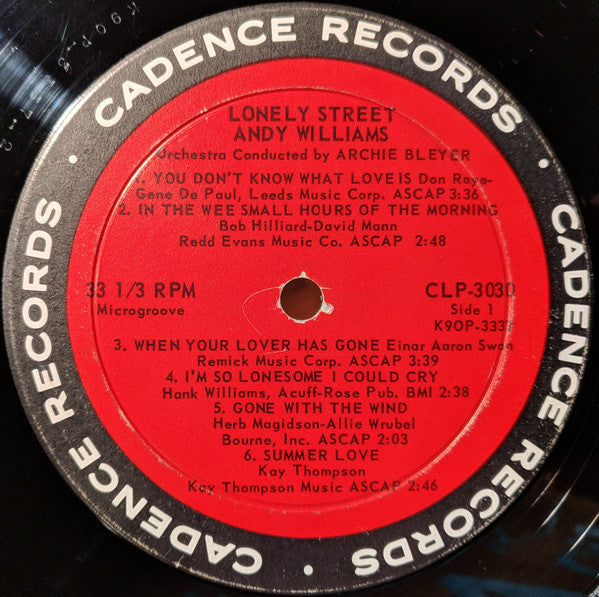 CADENCE RECORDS · CADENCE RECORDS · CADENCE RECORDS ·
LONELY STREET
ANDY WILLIAMS
Orchestra Conducted by ARCHIE BLEYER
1. YOU DON'T KNOW WHAT LOVE IS Don Raye-
Gene De Paul, Leeds Music Corp. ASCAP 3:36
2. IN THE WEE SMALL HOURS OF THE MORNING
Bob Hilliard-David Mann
Redd Evans Music Co. ASCAP 2:48
33 1/3 RPM
Microgroove
CLP-3030
Side 1
K9OP-3337
3. WHEN YOUR LOVER HAS GONE Einar Aaron Swan
Remick Music Corp. ASCAP 3:39
4. I'M SO LONESOME I COULD CRY
Hank Williams, Acuff-Rose Pub. BMI 2:38
5. GONE WITH THE WIND
Herb Magidson-Allie Wrubel
Bourne, Inc. ASCAP 2:03
6. SUMMER LOVE
Kay Thompson
Kay Thompson Music ASCAP 2:46